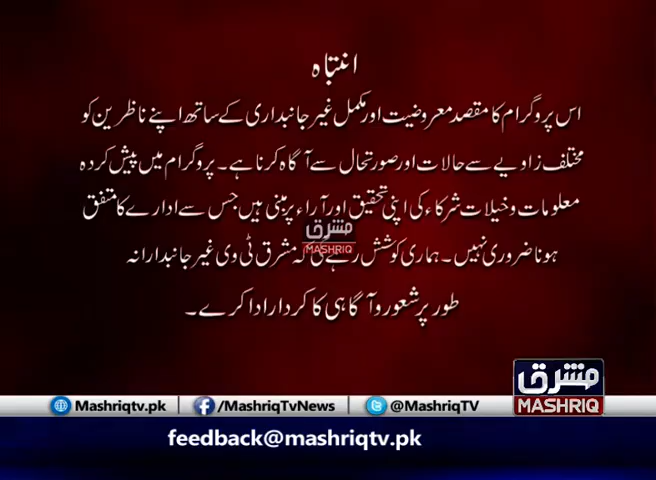 انتباہ
اس پروگرام کا مقصد معروضیت اور مکمل غیر جانبداری کے ساتھ اپنے ناظرین کو
مختلف زاویے سے حالات اور صورتحال سے آگاہ کرنا ہے۔ پروگرام میں پیش کردہ
معلومات و خیلات شرکاء کی اپنی تحقیق اور آراء پر مبنی ہیں جس سے ادارے کا متفق
مشرق
MASHRIQ
ہونا ضروری نہیں۔ ہماری کوشش رہے گی کہ مشرق ٹی وی غیر جانبدارانہ
طور پر شعور و آگاہی کا کردار ادا کرے۔
مشرق
MASHRIQ
Mashriqtv.pk /MashriqTvNews @MashriqTV
feedback@mashriqtv.pk